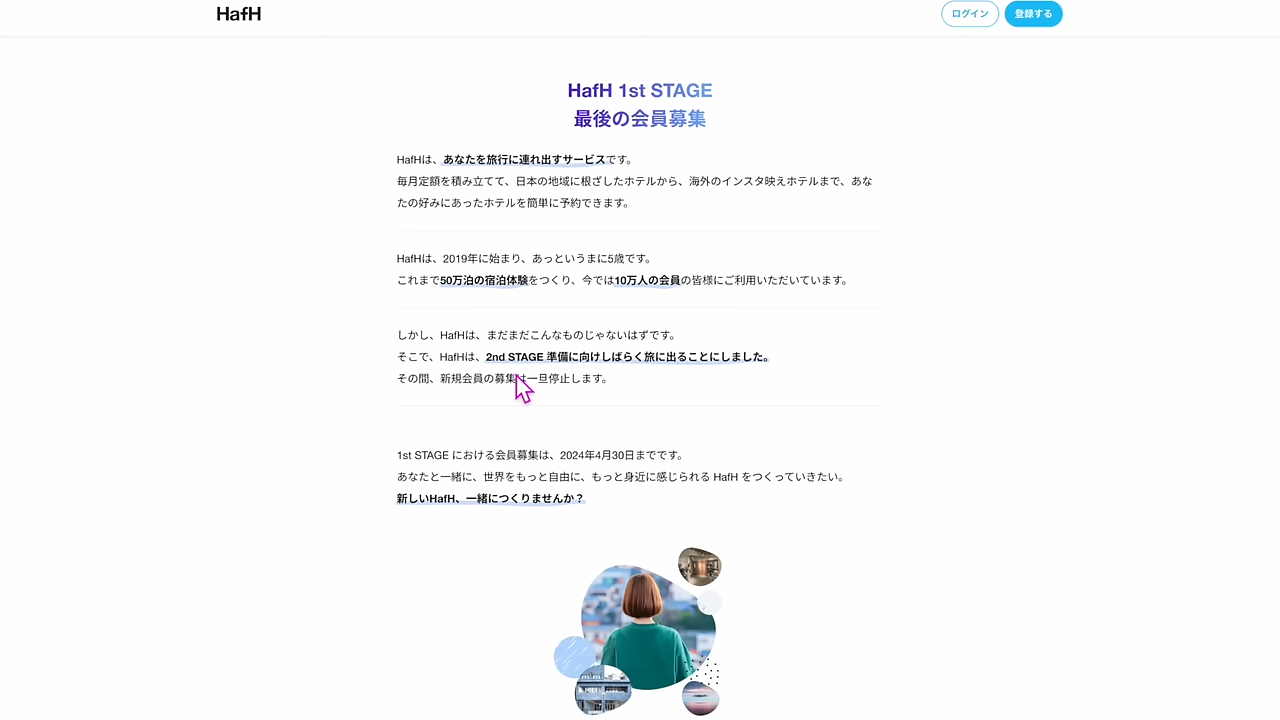 HafH
ログイン
登録する
HafH 1st STAGE
最後の会員募集
HafHは、あなたを旅行に連れ出すサービスです。
毎月定額を積み立てて、日本の地域に根ざしたホテルから、海外のインスタ映えホテルまで、あな
たの好みにあったホテルを簡単に予約できます。
HafHは、2019年に始まり、あっというまに5歳です。
これまで50万泊の宿泊体験をつくり、今では10万人の会員の皆様にご利用いただいています。
しかし、HafHは、まだまだこんなものじゃないはずです。
そこで、HafHは、2nd STAGE 準備に向けしばらく旅に出ることにしました。
その間、新規会員の募集は一旦停止します。
1st STAGE における会員募集は、2024年4月30日までです。
あなたと一緒に、世界をもっと自由に、もっと身近に感じられる HafH をつくっていきたい。
新しいHafH、一緒につくりませんか？